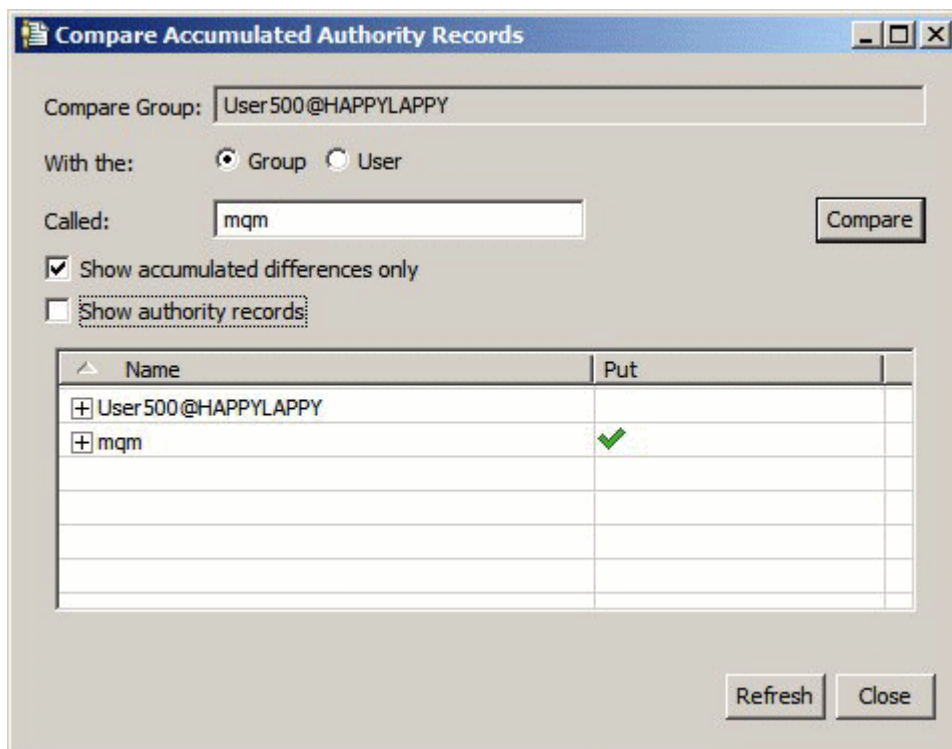 Compare Accumulated Authority Records
Compare Group: User500@HAPPYLAPPY
With the: Group User
Called: mqm Compare
Show accumulated differences only
Show authority records
Name Put
User500@HAPPYLAPPY
mqm
Refresh Close